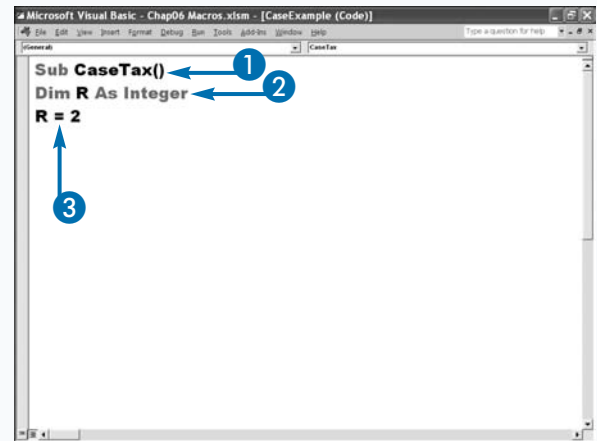 Microsoft Visual Basic - Chap06 Macros.xlsm - [CaseExample (Code)]
File Edit View Insert Format Debug Run Tools Add-Ins Window Help Type a question for help
(General) CaseTax
Sub CaseTax() 1
Dim R As Integer 2
R = 2
3